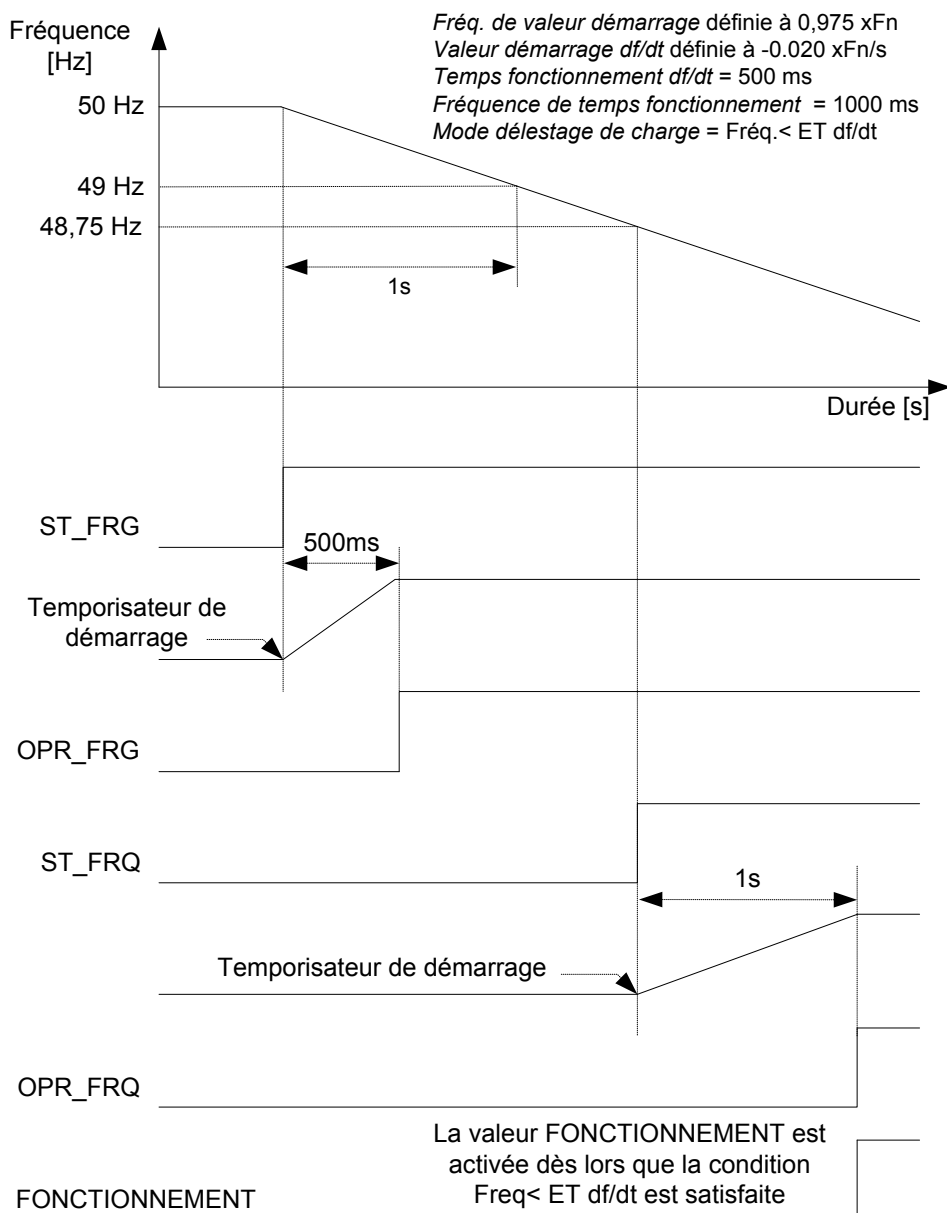 Fréquence
[Hz]
Fréq. de valeur démarrage définie à 0,975 xFn
Valeur démarrage df/dt définie à -0.020 xFn/s
Temps fonctionnement df/dt = 500 ms
Fréquence de temps fonctionnement = 1000 ms
Mode délestage de charge = Fréq.< ET df/dt
50 Hz
49 Hz
48,75 Hz
1s
Durée [s]
ST_FRG
500ms
Temporisateur de
démarrage
OPR_FRG
ST_FRQ
1s
Temporisateur de démarrage
OPR_FRQ
La valeur FONCTIONNEMENT est
activée dès lors que la condition
Freq< ET df/dt est satisfaite
FONCTIONNEMENT